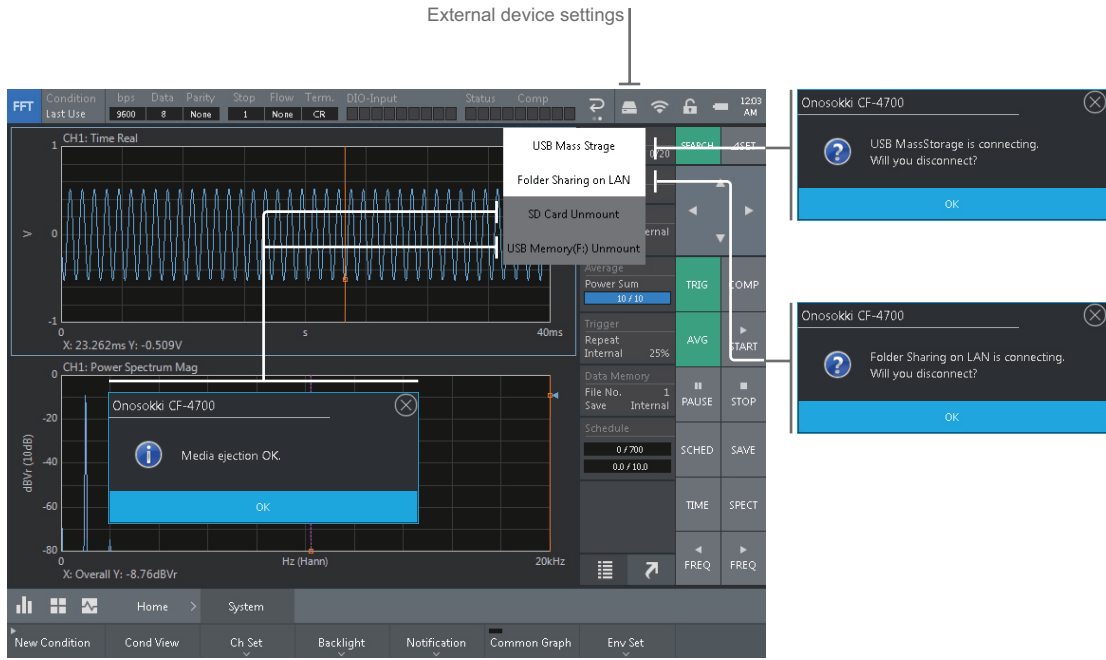 External device settings
FFT
Condition
Last Use
bps Data Parity Stop Flow Term. DIO-Input Status Comp
9600 8 None 1 None CR
12:03
AM
CH1: Time Real
1
V
0
-1
0
s
40ms
X: 23.262ms Y: -0.509V
USB Mass Strage
Folder Sharing on LAN
SD Card Unmount
USB Memory(F:) Unmount
0/20
Average
Power Sum
10 / 10
Trigger
Repeat
Internal 25%
Data Memory
File No. 1
Save Internal
Schedule
0 / 700
0.0 / 10.0
SEARCH
⊿SET
TRIG
COMP
AVG
START
PAUSE
STOP
SCHED
SAVE
TIME
SPECT
FREQ
FREQ
CH1: Power Spectrum Mag
0
-20
-40
-60
-80
dBVr (10dB)
0
Hz (Hann)
20kHz
X: Overall Y: -8.76dBVr
Onosokki CF-4700
Media ejection OK.
OK
Home
System
New Condition
Cond View
Ch Set
Backlight
Notification
Common Graph
Env Set
Onosokki CF-4700
USB MassStorage is connecting.
Will you disconnect?
OK
Onosokki CF-4700
Folder Sharing on LAN is connecting.
Will you disconnect?
OK